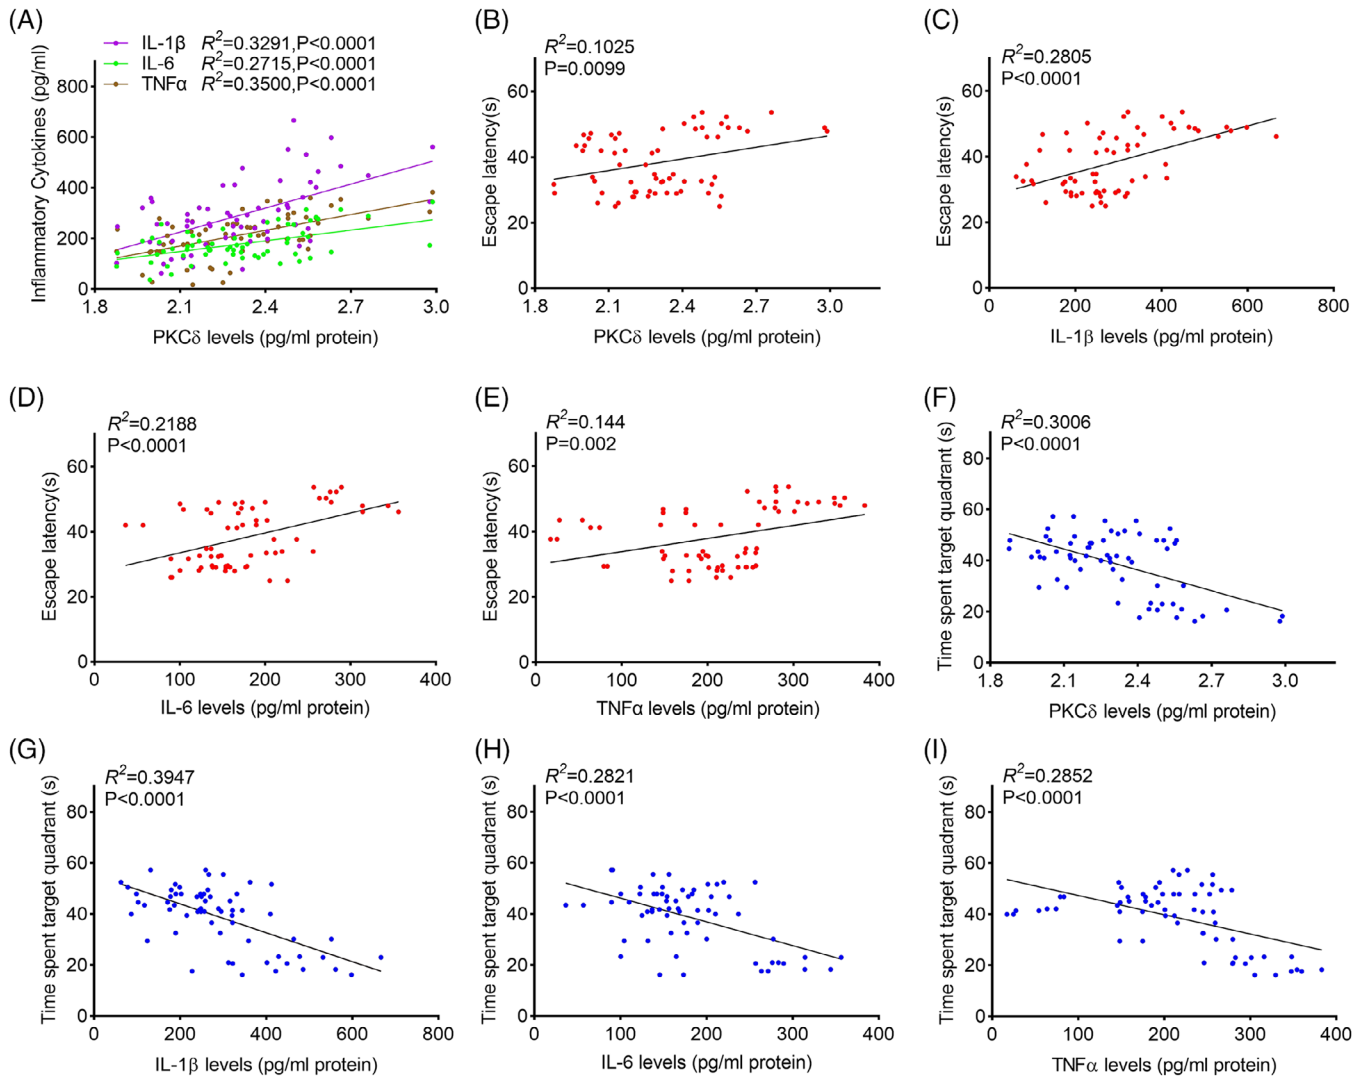 (A)
IL-1β R²=0.3291,P<0.0001
IL-6 R²=0.2715,P<0.0001
TNFα R²=0.3500,P<0.0001
Inflammatory Cytokines (pg/ml)
800
600
400
200
0
1.8 2.1 2.4 2.7 3.0
PKCδ levels (pg/ml protein)
(B)
R²=0.1025
P=0.0099
Escape latency(s)
60
40
20
0
1.8 2.1 2.4 2.7 3.0
PKCδ levels (pg/ml protein)
(C)
R²=0.2805
P<0.0001
Escape latency(s)
60
40
20
0
0 200 400 600 800
IL-1β levels (pg/ml protein)
(D)
R²=0.2188
P<0.0001
Escape latency(s)
60
40
20
0
0 100 200 300 400
IL-6 levels (pg/ml protein)
(E)
R²=0.144
P=0.002
Escape latency(s)
60
40
20
0
0 100 200 300 400
TNFα levels (pg/ml protein)
(F)
R²=0.3006
P<0.0001
Time spent target quadrant (s)
80
60
40
20
0
1.8 2.1 2.4 2.7 3.0
PKCδ levels (pg/ml protein)
(G)
R²=0.3947
P<0.0001
Time spent target quadrant (s)
80
60
40
20
0
0 200 400 600 800
IL-1β levels (pg/ml protein)
(H)
R²=0.2821
P<0.0001
Time spent target quadrant (s)
80
60
40
20
0
0 100 200 300 400
IL-6 levels (pg/ml protein)
(I)
R²=0.2852
P<0.0001
Time spent target quadrant (s)
80
60
40
20
0
0 100 200 300 400
TNFα levels (pg/ml protein)